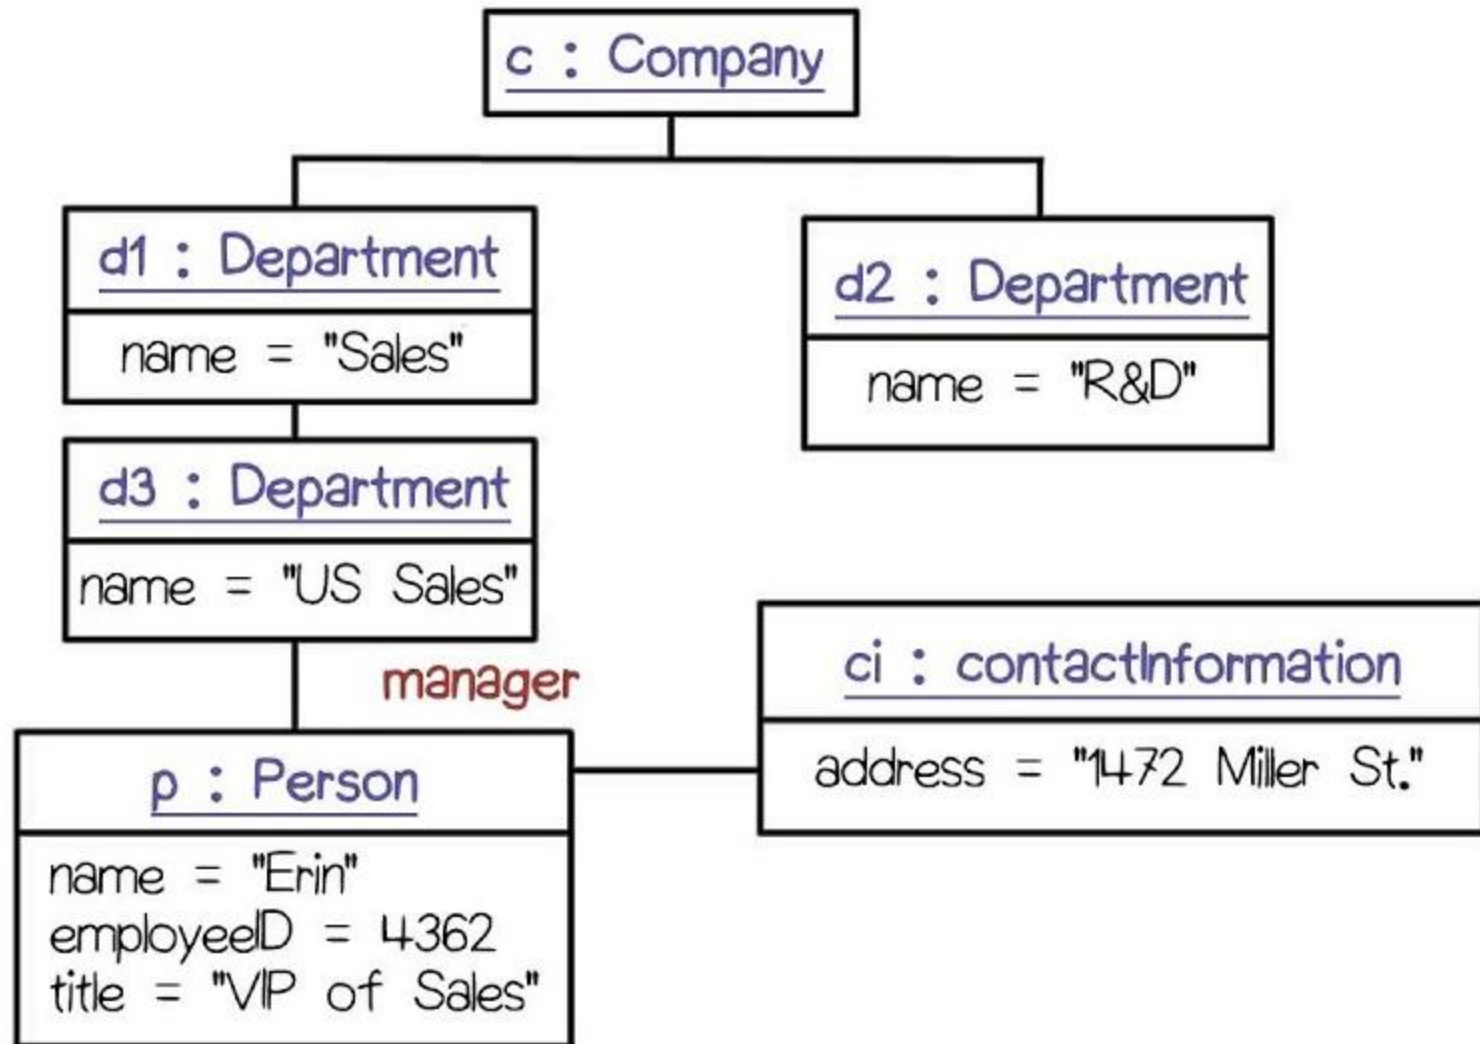 c : Company
d1 : Department
name = "Sales"
d2 : Department
name = "R&D"
d3 : Department
name = "US Sales"
manager
p : Person
name = "Erin"
employeeID = 4362
title = "VIP of Sales"
ci : contactInformation
address = "1472 Miller St."